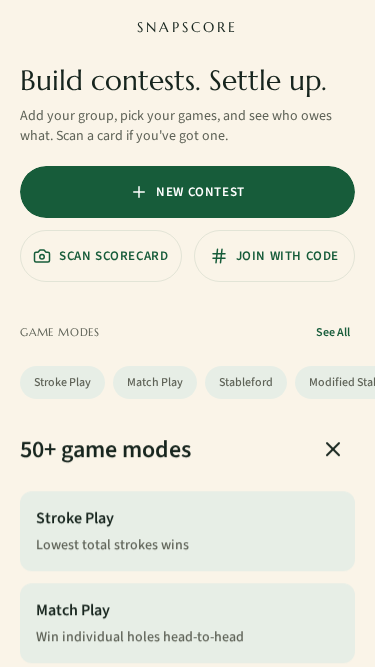 SNAPSCORE
Build contests. Settle up.
Add your group, pick your games, and see who owes
what. Scan a card if you've got one.
NEW CONTEST
SCAN SCORECARD
JOIN WITH CODE
GAME MODES
See All
Stroke Play
Match Play
Stableford
Modified Stab
50+ game modes
Stroke Play
Lowest total strokes wins
Match Play
Win individual holes head-to-head